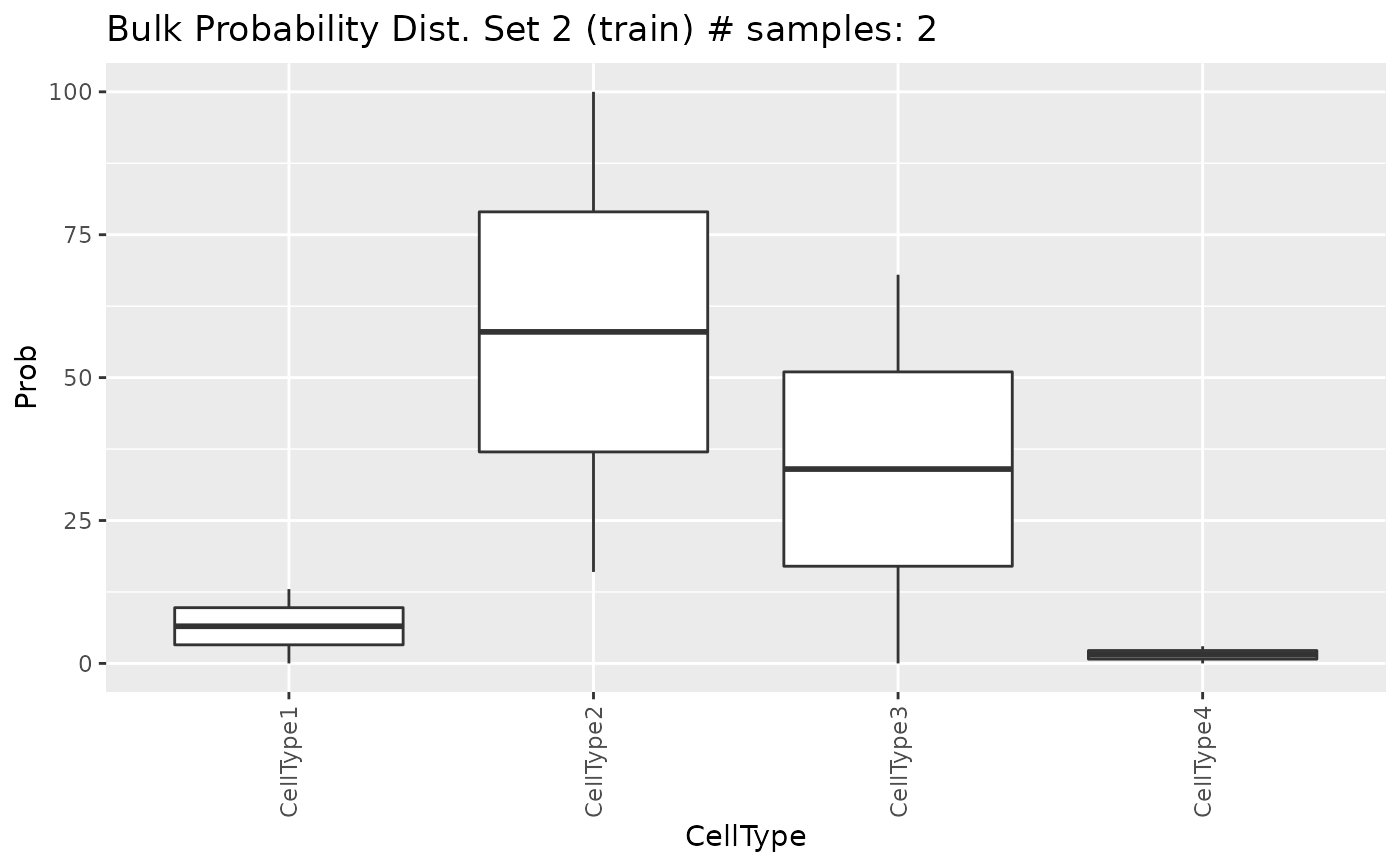 Bulk Probability Dist. Set 2 (train) # samples: 2
100
75
50
25
0
Prob
CellType1
CellType2
CellType3
CellType4
CellType